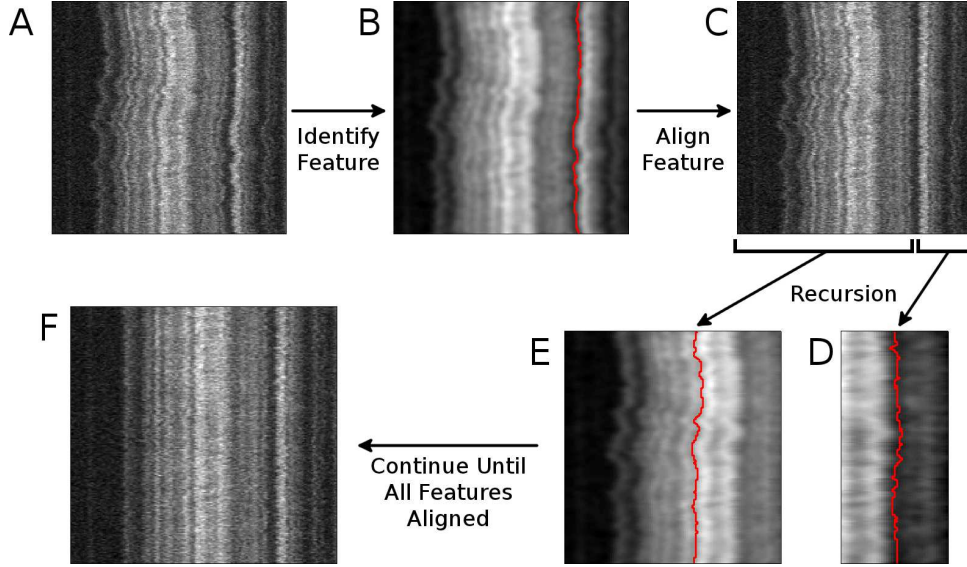 A
B
C
Identify
Feature
Align
Feature
Recursion
F
E
D
Continue Until
All Features
Aligned